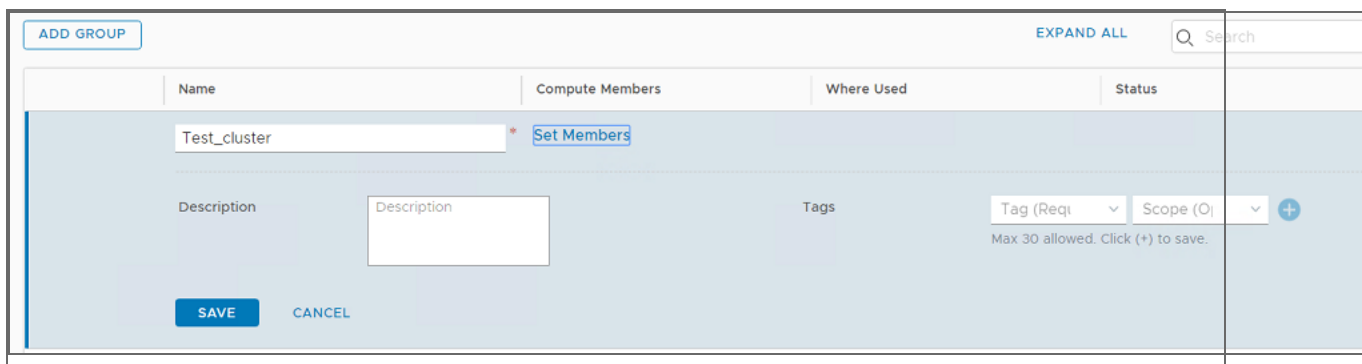 ADD GROUP
EXPAND ALL
Search
Name
Compute Members
Where Used
Status
Test_cluster
*
Set Members
Description
Description
Tags
Tag (Requ
Scope (O
Max 30 allowed. Click (+) to save.
SAVE
CANCEL